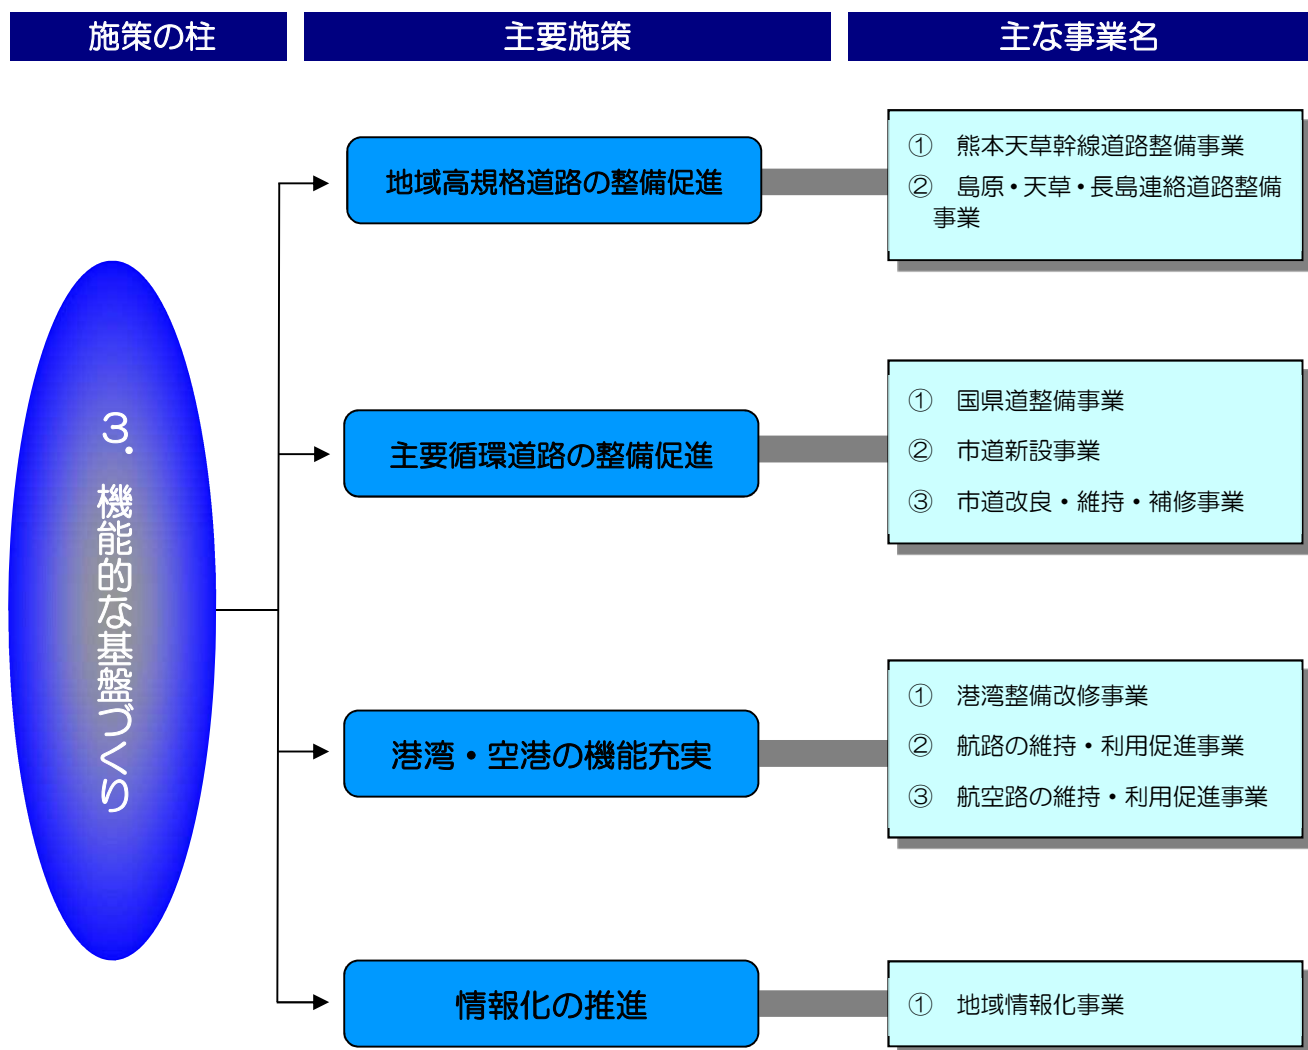 施策の柱
主要施策
主な事業名
3．機能的な基盤づくり
地域高規格道路の整備促進
① 熊本天草幹線道路整備事業
② 島原・天草・長島連絡道路整備
事業
主要循環道路の整備促進
① 国県道整備事業
② 市道新設事業
③ 市道改良・維持・補修事業
港湾・空港の機能充実
① 港湾整備改修事業
② 航路の維持・利用促進事業
③ 航空路の維持・利用促進事業
情報化の推進
① 地域情報化事業